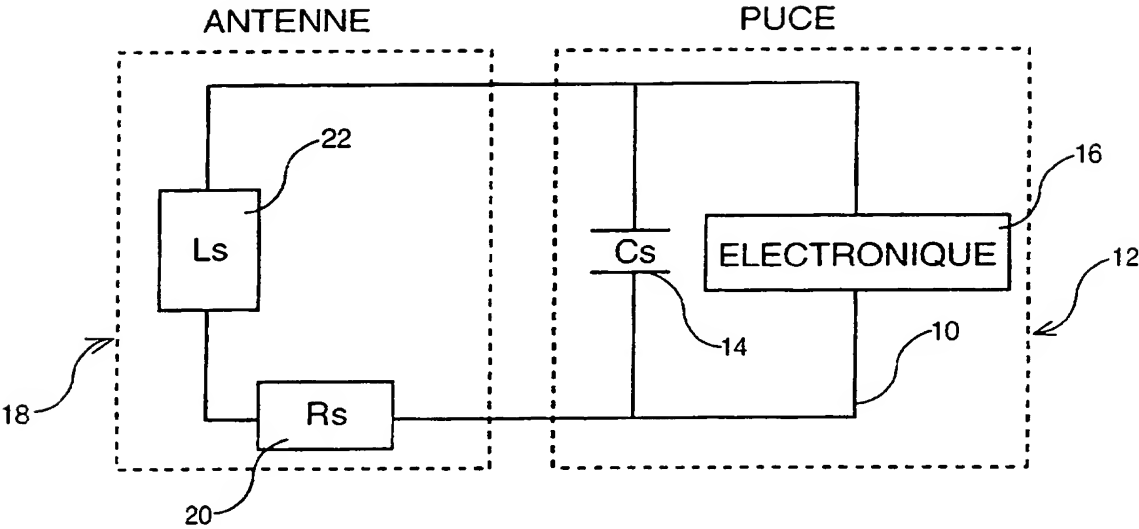 ANTENNE
PUCE
22
16
Ls
Cs
ELECTRONIQUE
12
14
10
18
Rs
20